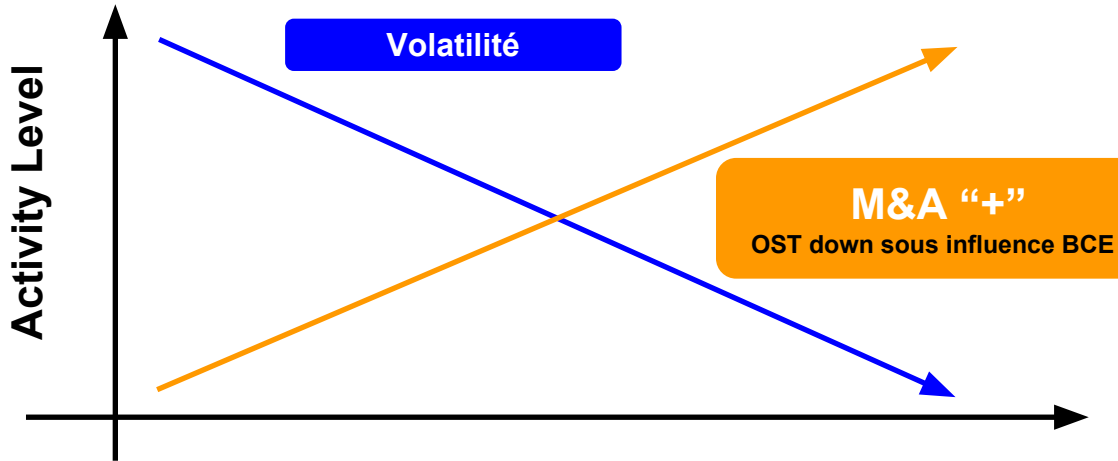 Activity Level
Volatilité
M&A “+”
OST down sous influence BCE